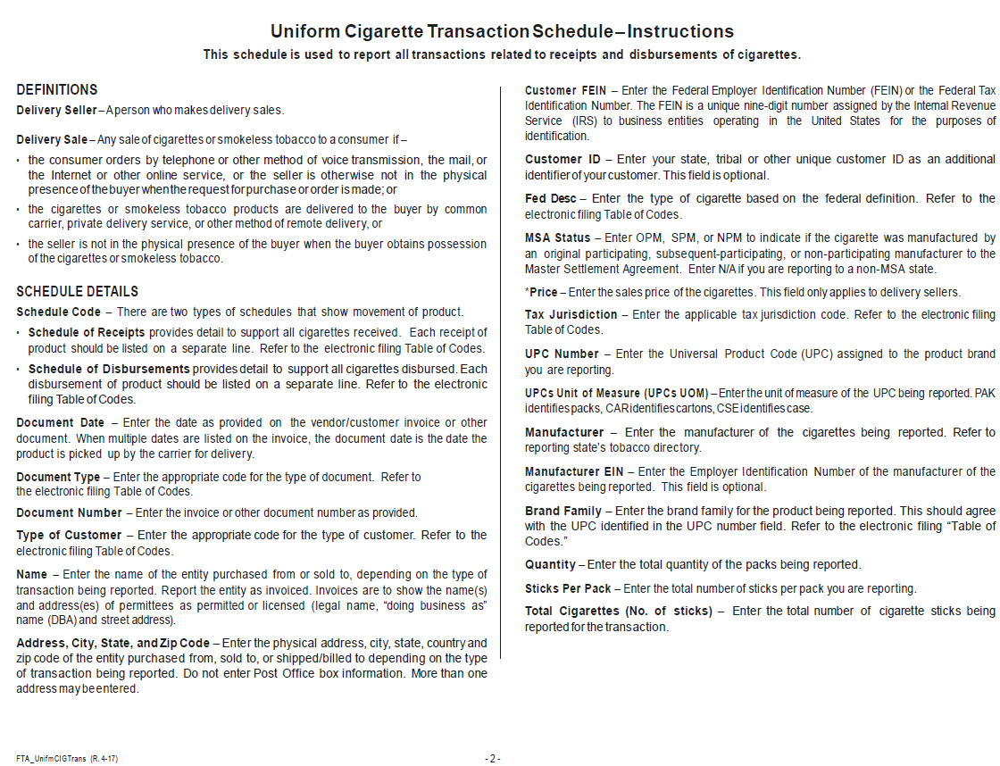 Uniform Cigarette Transaction Schedule – Instructions
This schedule is used to report all transactions related to receipts and disbursements of cigarettes.
DEFINITIONS
Delivery Seller – A person who makes delivery sales.
Delivery Sale – Any sale of cigarettes or smokeless tobacco to a consumer if –
• the consumer orders by telephone or other method of voice transmission, the mail, or
the Internet or other online service, or the seller is otherwise not in the physical
presence of the buyer when the request for purchase or order is made; or
• the cigarettes or smokeless tobacco products are delivered to the buyer by common
carrier, private delivery service, or other method of remote delivery, or
• the seller is not in the physical presence of the buyer when the buyer obtains possession
of the cigarettes or smokeless tobacco.
SCHEDULE DETAILS
Schedule Code – There are two types of schedules that show movement of product.
• Schedule of Receipts provides detail to support all cigarettes received. Each receipt of
product should be listed on a separate line. Refer to the electronic filing Table of Codes.
• Schedule of Disbursements provides detail to support all cigarettes disbursed. Each
disbursement of product should be listed on a separate line. Refer to the electronic
filing Table of Codes.
Document Date – Enter the date as provided on the vendor/customer invoice or other
document. When multiple dates are listed on the invoice, the document date is the date the
product is picked up by the carrier for delivery.
Document Type – Enter the appropriate code for the type of document. Refer to
the electronic filing Table of Codes.
Document Number – Enter the invoice or other document number as provided.
Type of Customer – Enter the appropriate code for the type of customer. Refer to the
electronic filing Table of Codes.
Name – Enter the name of the entity purchased from or sold to, depending on the type of
transaction being reported. Report the entity as invoiced. Invoices are to show the name(s)
and address(es) of permittees as permitted or licensed (legal name, “doing business as”
name (DBA) and street address).
Address, City, State, and Zip Code – Enter the physical address, city, state, country and
zip code of the entity purchased from, sold to, or shipped/billed to depending on the type
of transaction being reported. Do not enter Post Office box information. More than one
address may be entered.
Customer FEIN – Enter the Federal Employer Identification Number (FEIN) or the Federal Tax
Identification Number. The FEIN is a unique nine-digit number assigned by the Internal Revenue
Service (IRS) to business entities operating in the United States for the purposes of
identification.
Customer ID – Enter your state, tribal or other unique customer ID as an additional
identifier of your customer. This field is optional.
Fed Desc – Enter the type of cigarette based on the federal definition. Refer to the
electronic filing Table of Codes.
MSA Status – Enter OPM, SPM, or NPM to indicate if the cigarette was manufactured by
an original participating, subsequent-participating, or non-participating manufacturer to the
Master Settlement Agreement. Enter N/A if you are reporting to a non-MSA state.
*Price – Enter the sales price of the cigarettes. This field only applies to delivery sellers.
Tax Jurisdiction – Enter the applicable tax jurisdiction code. Refer to the electronic filing
Table of Codes.
UPC Number – Enter the Universal Product Code (UPC) assigned to the product brand
you are reporting.
UPCs Unit of Measure (UPCs UOM) – Enter the unit of measure of the UPC being reported. PAK
identifies packs, CAR identifies cartons, CSE identifies case.
Manufacturer – Enter the manufacturer of the cigarettes being reported. Refer to
reporting state’s tobacco directory.
Manufacturer EIN – Enter the Employer Identification Number of the manufacturer of the
cigarettes being reported. This field is optional.
Brand Family – Enter the brand family for the product being reported. This should agree
with the UPC identified in the UPC number field. Refer to the electronic filing “Table of
Codes.”
Quantity – Enter the total quantity of the packs being reported.
Sticks Per Pack – Enter the total number of sticks per pack you are reporting.
Total Cigarettes (No. of sticks) – Enter the total number of cigarette sticks being
reported for the transaction.
FTA_UnifmCIGTrans (R. 4-17)
- 2 -